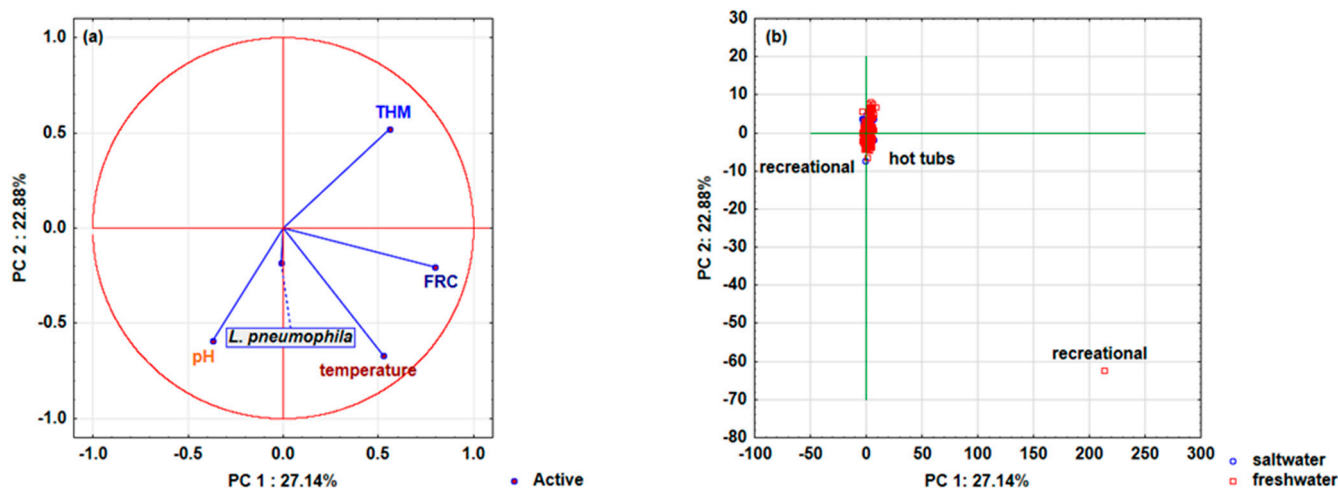 (a)
1.0
0.5
0.0
-0.5
-1.0
PC 2 : 22.88%
THM
FRC
L. pneumophila
pH
temperature
-1.0 -0.5 0.0 0.5 1.0
PC 1 : 27.14%
Active
(b)
30
20
10
0
-10
-20
-30
-40
-50
-60
-70
-80
PC 2: 22.88%
recreational
hot tubs
recreational
-100 -50 0 50 100 150 200 250 300
PC 1: 27.14%
saltwater
freshwater